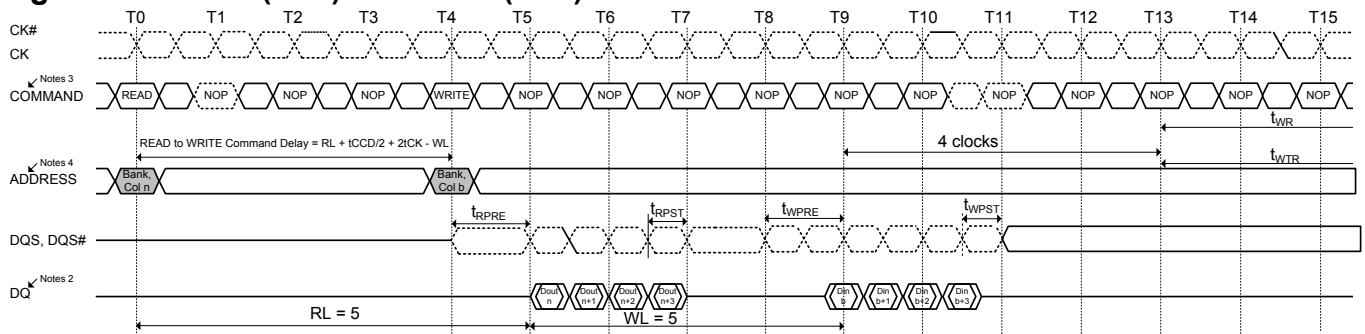 T0 T1 T2 T3 T4 T5 T6 T7 T8 T9 T10 T11 T12 T13 T14 T15
CK#
CK
Notes 3
COMMAND READ NOP NOP NOP WRITE NOP NOP NOP NOP NOP NOP NOP NOP NOP NOP NOP
READ to WRITE Command Delay = RL + tCCD/2 + 2tCK - WL
4 clocks
tWR
tWTR
Notes 4
ADDRESS Bank, Col n Bank, Col b
tRPRE tRPST tWPRE tWPST
DQS, DQS#
Notes 2
DQ Dout n Dout n+1 Dout n+2 Dout n+3 Din b Din b+1 Din b+2 Din b+3
RL = 5 WL = 5